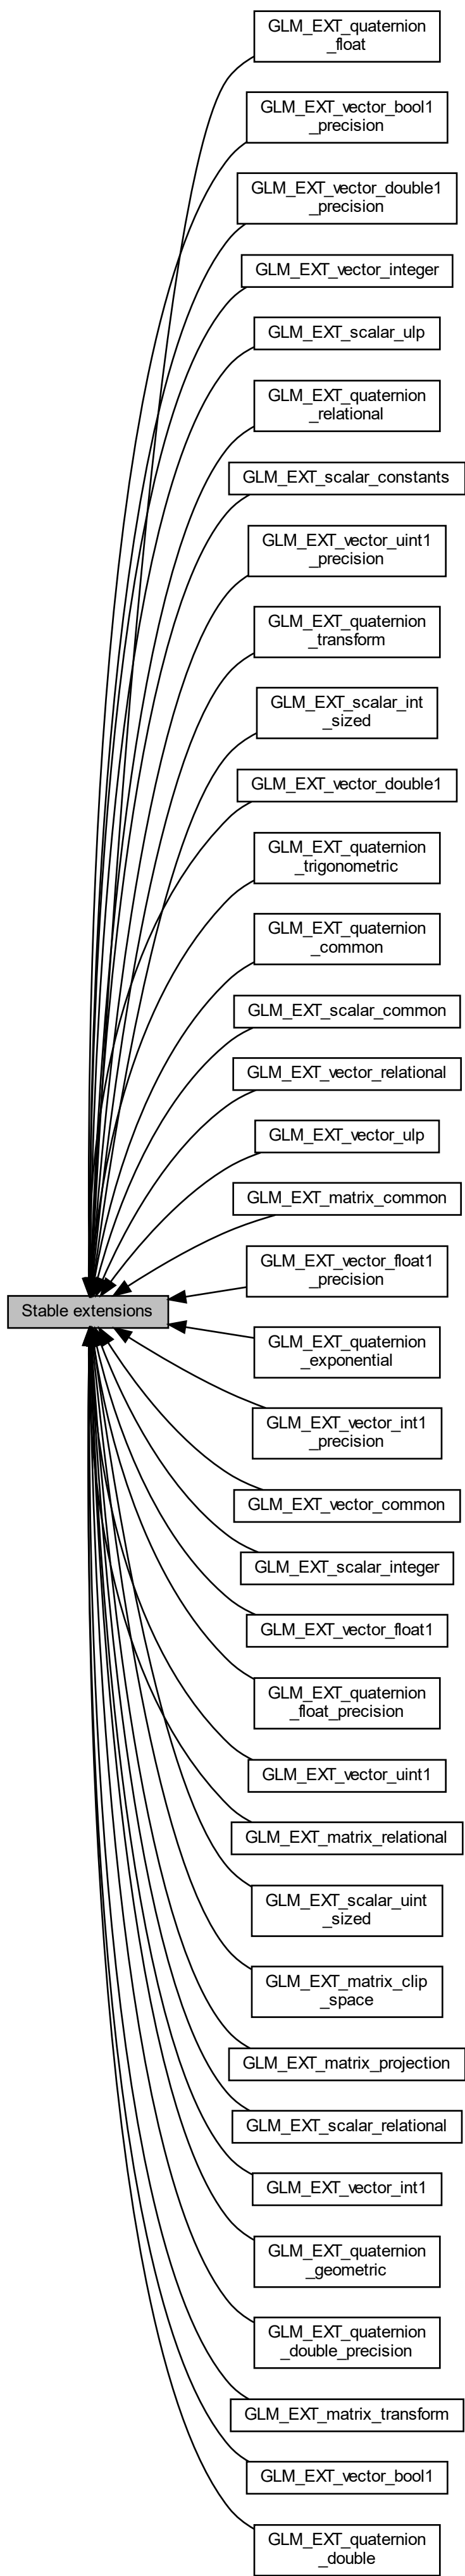 GLM_EXT_quaternion
_float
GLM_EXT_vector_bool1
_precision
GLM_EXT_vector_double1
_precision
GLM_EXT_vector_integer
GLM_EXT_scalar_ulp
GLM_EXT_quaternion
_relational
GLM_EXT_scalar_constants
GLM_EXT_vector_uint1
_precision
GLM_EXT_quaternion
_transform
GLM_EXT_scalar_int
_sized
GLM_EXT_vector_double1
GLM_EXT_quaternion
_trigonometric
GLM_EXT_quaternion
_common
GLM_EXT_scalar_common
GLM_EXT_vector_relational
GLM_EXT_vector_ulp
GLM_EXT_matrix_common
GLM_EXT_vector_float1
_precision
Stable extensions
GLM_EXT_quaternion
_exponential
GLM_EXT_vector_int1
_precision
GLM_EXT_vector_common
GLM_EXT_scalar_integer
GLM_EXT_vector_float1
GLM_EXT_quaternion
_float_precision
GLM_EXT_vector_uint1
GLM_EXT_matrix_relational
GLM_EXT_scalar_uint
_sized
GLM_EXT_matrix_clip
_space
GLM_EXT_matrix_projection
GLM_EXT_scalar_relational
GLM_EXT_vector_int1
GLM_EXT_quaternion
_geometric
GLM_EXT_quaternion
_double_precision
GLM_EXT_matrix_transform
GLM_EXT_vector_bool1
GLM_EXT_quaternion
_double